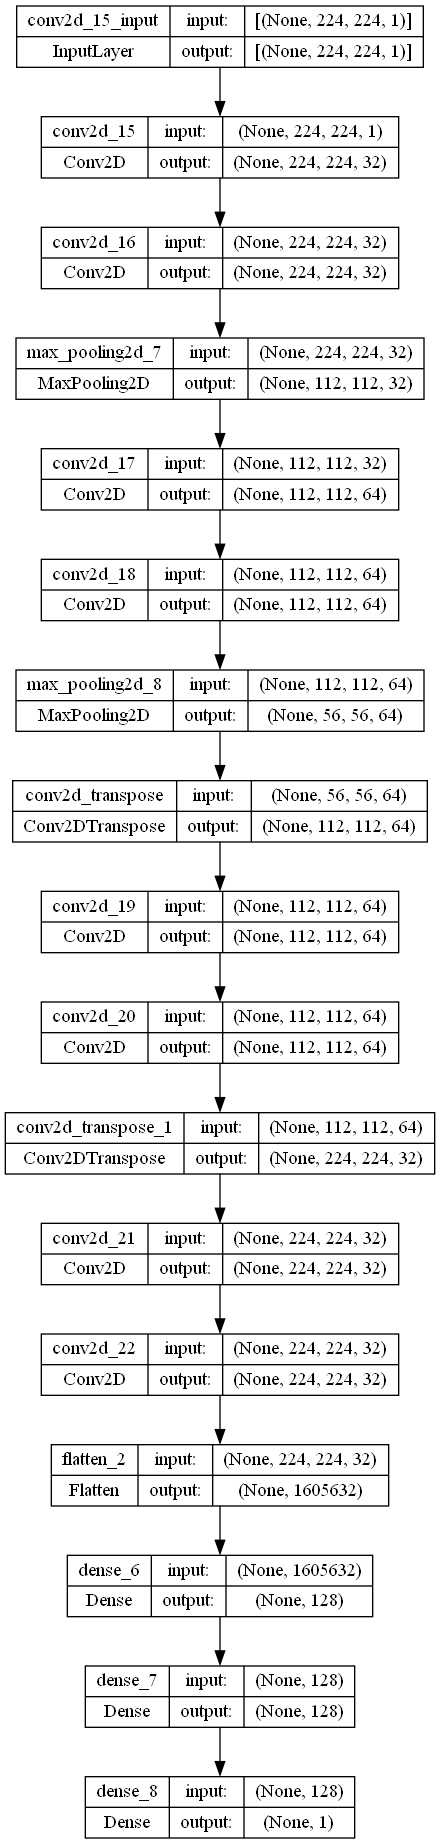 conv2d_15_input input: [(None, 224, 224, 1)]
InputLayer output: [(None, 224, 224, 1)]
conv2d_15 input: (None, 224, 224, 1)
Conv2D output: (None, 224, 224, 32)
conv2d_16 input: (None, 224, 224, 32)
Conv2D output: (None, 224, 224, 32)
max_pooling2d_7 input: (None, 224, 224, 32)
MaxPooling2D output: (None, 112, 112, 32)
conv2d_17 input: (None, 112, 112, 32)
Conv2D output: (None, 112, 112, 64)
conv2d_18 input: (None, 112, 112, 64)
Conv2D output: (None, 112, 112, 64)
max_pooling2d_8 input: (None, 112, 112, 64)
MaxPooling2D output: (None, 56, 56, 64)
conv2d_transpose input: (None, 56, 56, 64)
Conv2DTranspose output: (None, 112, 112, 64)
conv2d_19 input: (None, 112, 112, 64)
Conv2D output: (None, 112, 112, 64)
conv2d_20 input: (None, 112, 112, 64)
Conv2D output: (None, 112, 112, 64)
conv2d_transpose_1 input: (None, 112, 112, 64)
Conv2DTranspose output: (None, 224, 224, 32)
conv2d_21 input: (None, 224, 224, 32)
Conv2D output: (None, 224, 224, 32)
conv2d_22 input: (None, 224, 224, 32)
Conv2D output: (None, 224, 224, 32)
flatten_2 input: (None, 224, 224, 32)
Flatten output: (None, 1605632)
dense_6 input: (None, 1605632)
Dense output: (None, 128)
dense_7 input: (None, 128)
Dense output: (None, 128)
dense_8 input: (None, 128)
Dense output: (None, 1)